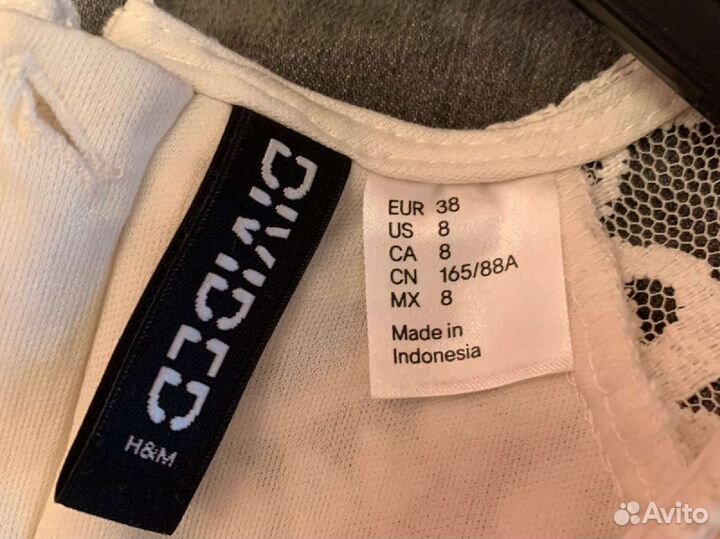 DIVIDED
H&M
EUR 38
US 8
CA 8
CN 165/88A
MX 8
Made in
Indonesia
Avito